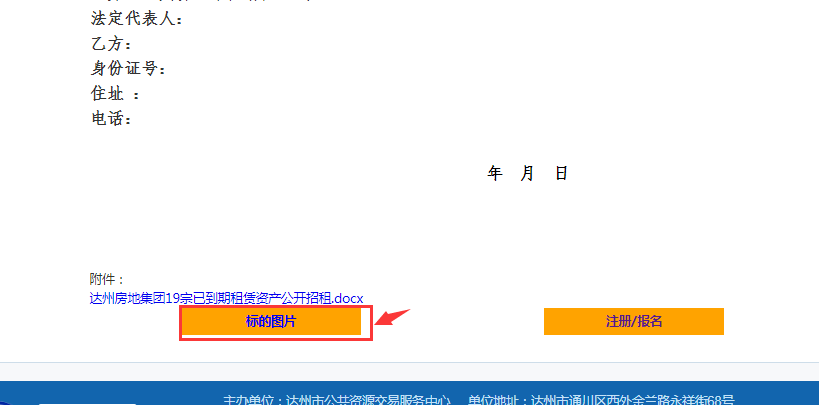 法定代表人：
乙方：
身份证号：
住址 ：
电话：
年 月 日
附件：
达州房地集团19宗已到期租赁资产公开招租.docx
标的图片 注册/报名
主办单位：达州市公共资源交易服务中心 单位地址：达州市通川区西外金兰路永祥街68号